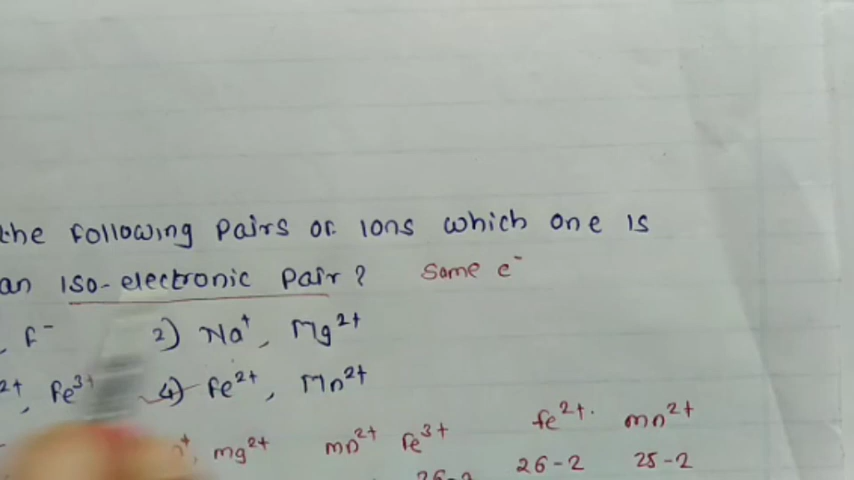 the following pairs of ions which one is
an iso-electronic pair? same e⁻
, F⁻ 2) Na⁺, Mg²⁺
2+, Fe³⁺ 4) Fe²⁺, Mn²⁺
mg²⁺ mn²⁺ fe³⁺ fe²⁺. mn²⁺
26-2 25-2